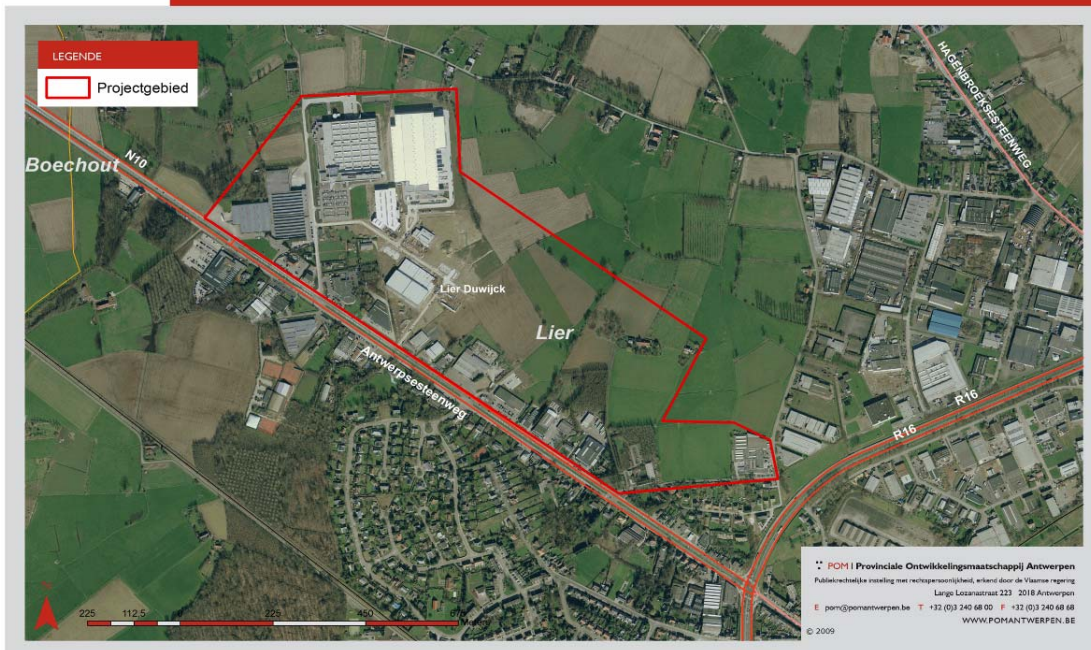 LEGENDE
Projectgebied
HAGENBROEKSESTEENWEG
N10
Boechout
Lier Duwijck
Lier
Antwerpsesteenweg
R16
R16
225 112,5 225 450 675
POM I Provinciale Ontwikkelingsmaatschappij Antwerpen
Publiekrechtelijke instelling met rechtspersoonlijkheid, erkend door de Vlaamse regering
Lange Lozanastraat 223 2018 Antwerpen
E pom@pomantwerpen.be T +32 (0)3 240 68 00 F +32 (0)3 240 68 68
WWW.POMANTWERPEN.BE
© 2009